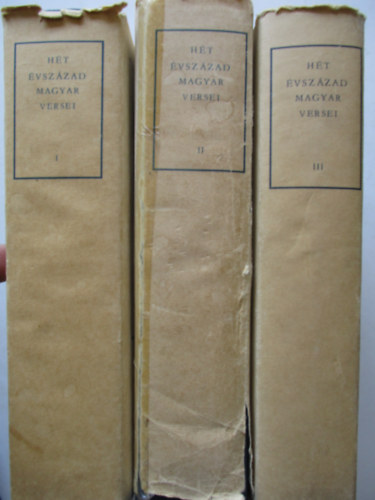 HÉT
ÉVSZÁZAD
MAGYAR
VERSEI
I
HÉT
ÉVSZÁZAD
MAGYAR
VERSEI
II
HÉT
ÉVSZÁZAD
MAGYAR
VERSEI
III